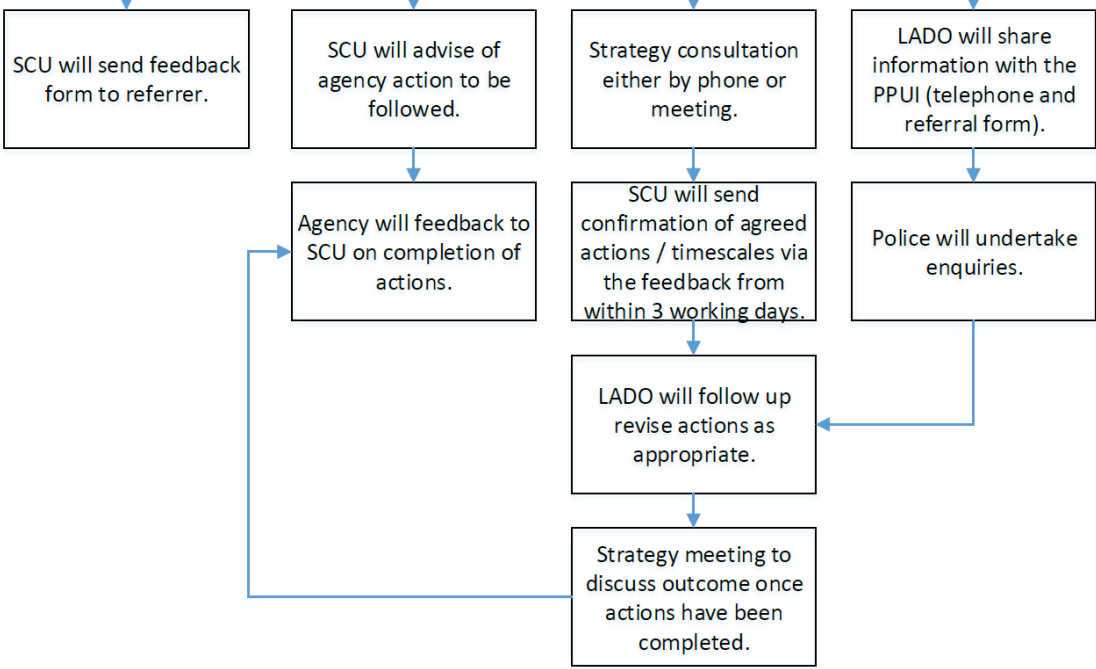 SCU will send feedback
form to referrer.
SCU will advise of
agency action to be
followed.
Strategy consultation
either by phone or
meeting.
LADO will share
information with the
PPUI (telephone and
referral form).
Agency will feedback to
SCU on completion of
actions.
SCU will send
confirmation of agreed
actions / timescales via
the feedback from
within 3 working days.
Police will undertake
enquiries.
LADO will follow up
revise actions as
appropriate.
Strategy meeting to
discuss outcome once
actions have been
completed.